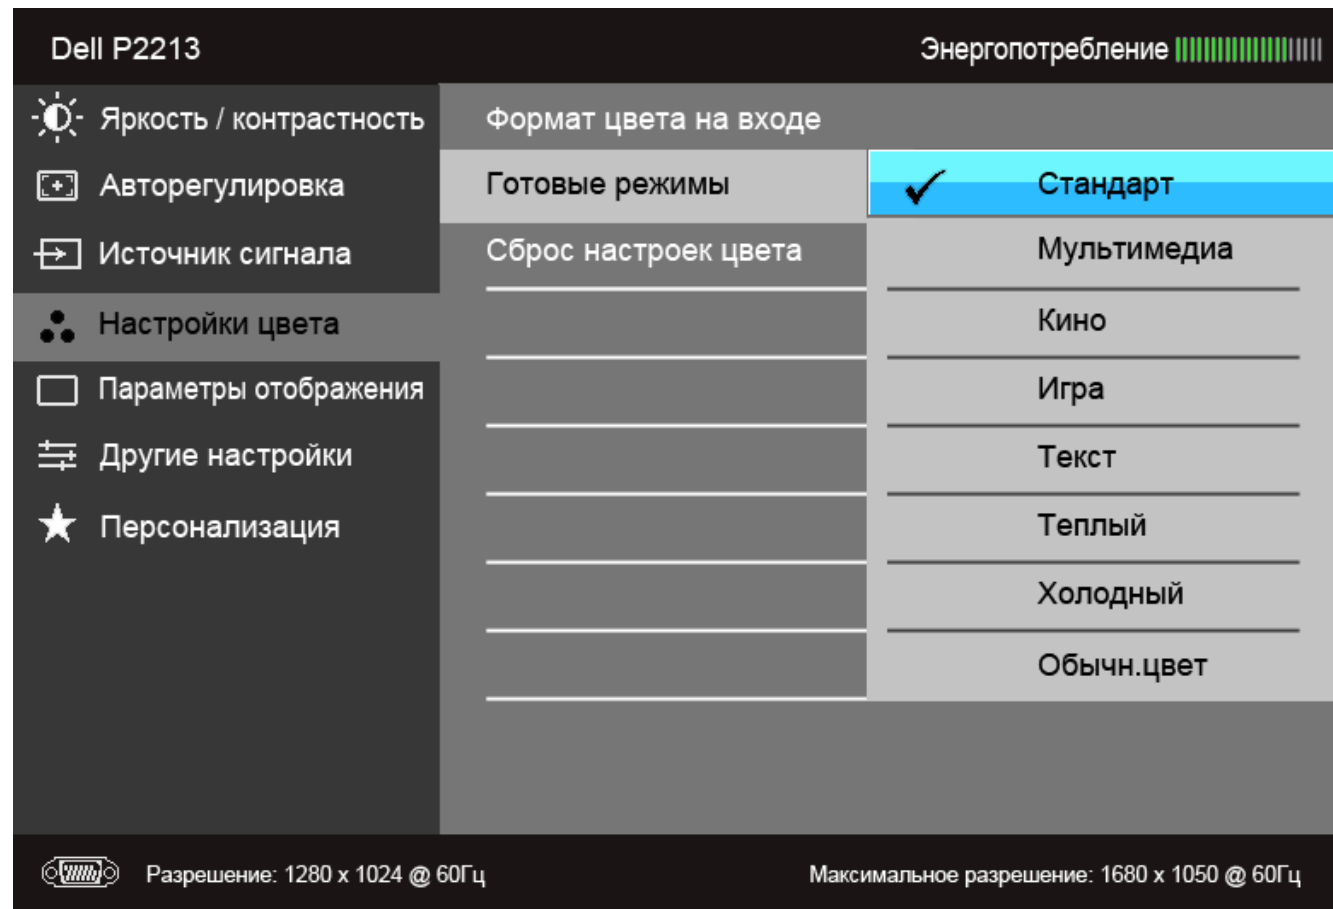 Dell P2213
Энергопотребление
Яркость / контрастность
Формат цвета на входе
Авторегулировка
Готовые режимы
Стандарт
Источник сигнала
Сброс настроек цвета
Мультимедиа
Настройки цвета
Кино
Параметры отображения
Игра
Другие настройки
Текст
Персонализация
Теплый
Холодный
Обычн.цвет
Разрешение: 1280 x 1024 @ 60Гц
Максимальное разрешение: 1680 x 1050 @ 60Гц